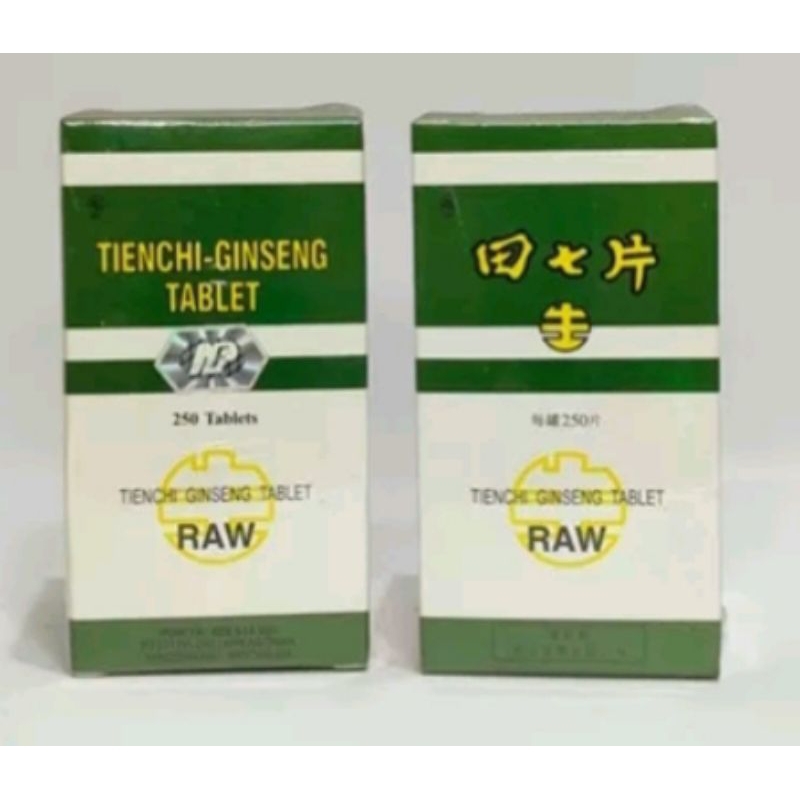 TIENCHI-GINSENG
TABLET
250 Tablets
TIENCHI GINSENG TABLET
RAW
田七片
生
每罐250片
TIENCHI GINSENG TABLET
RAW